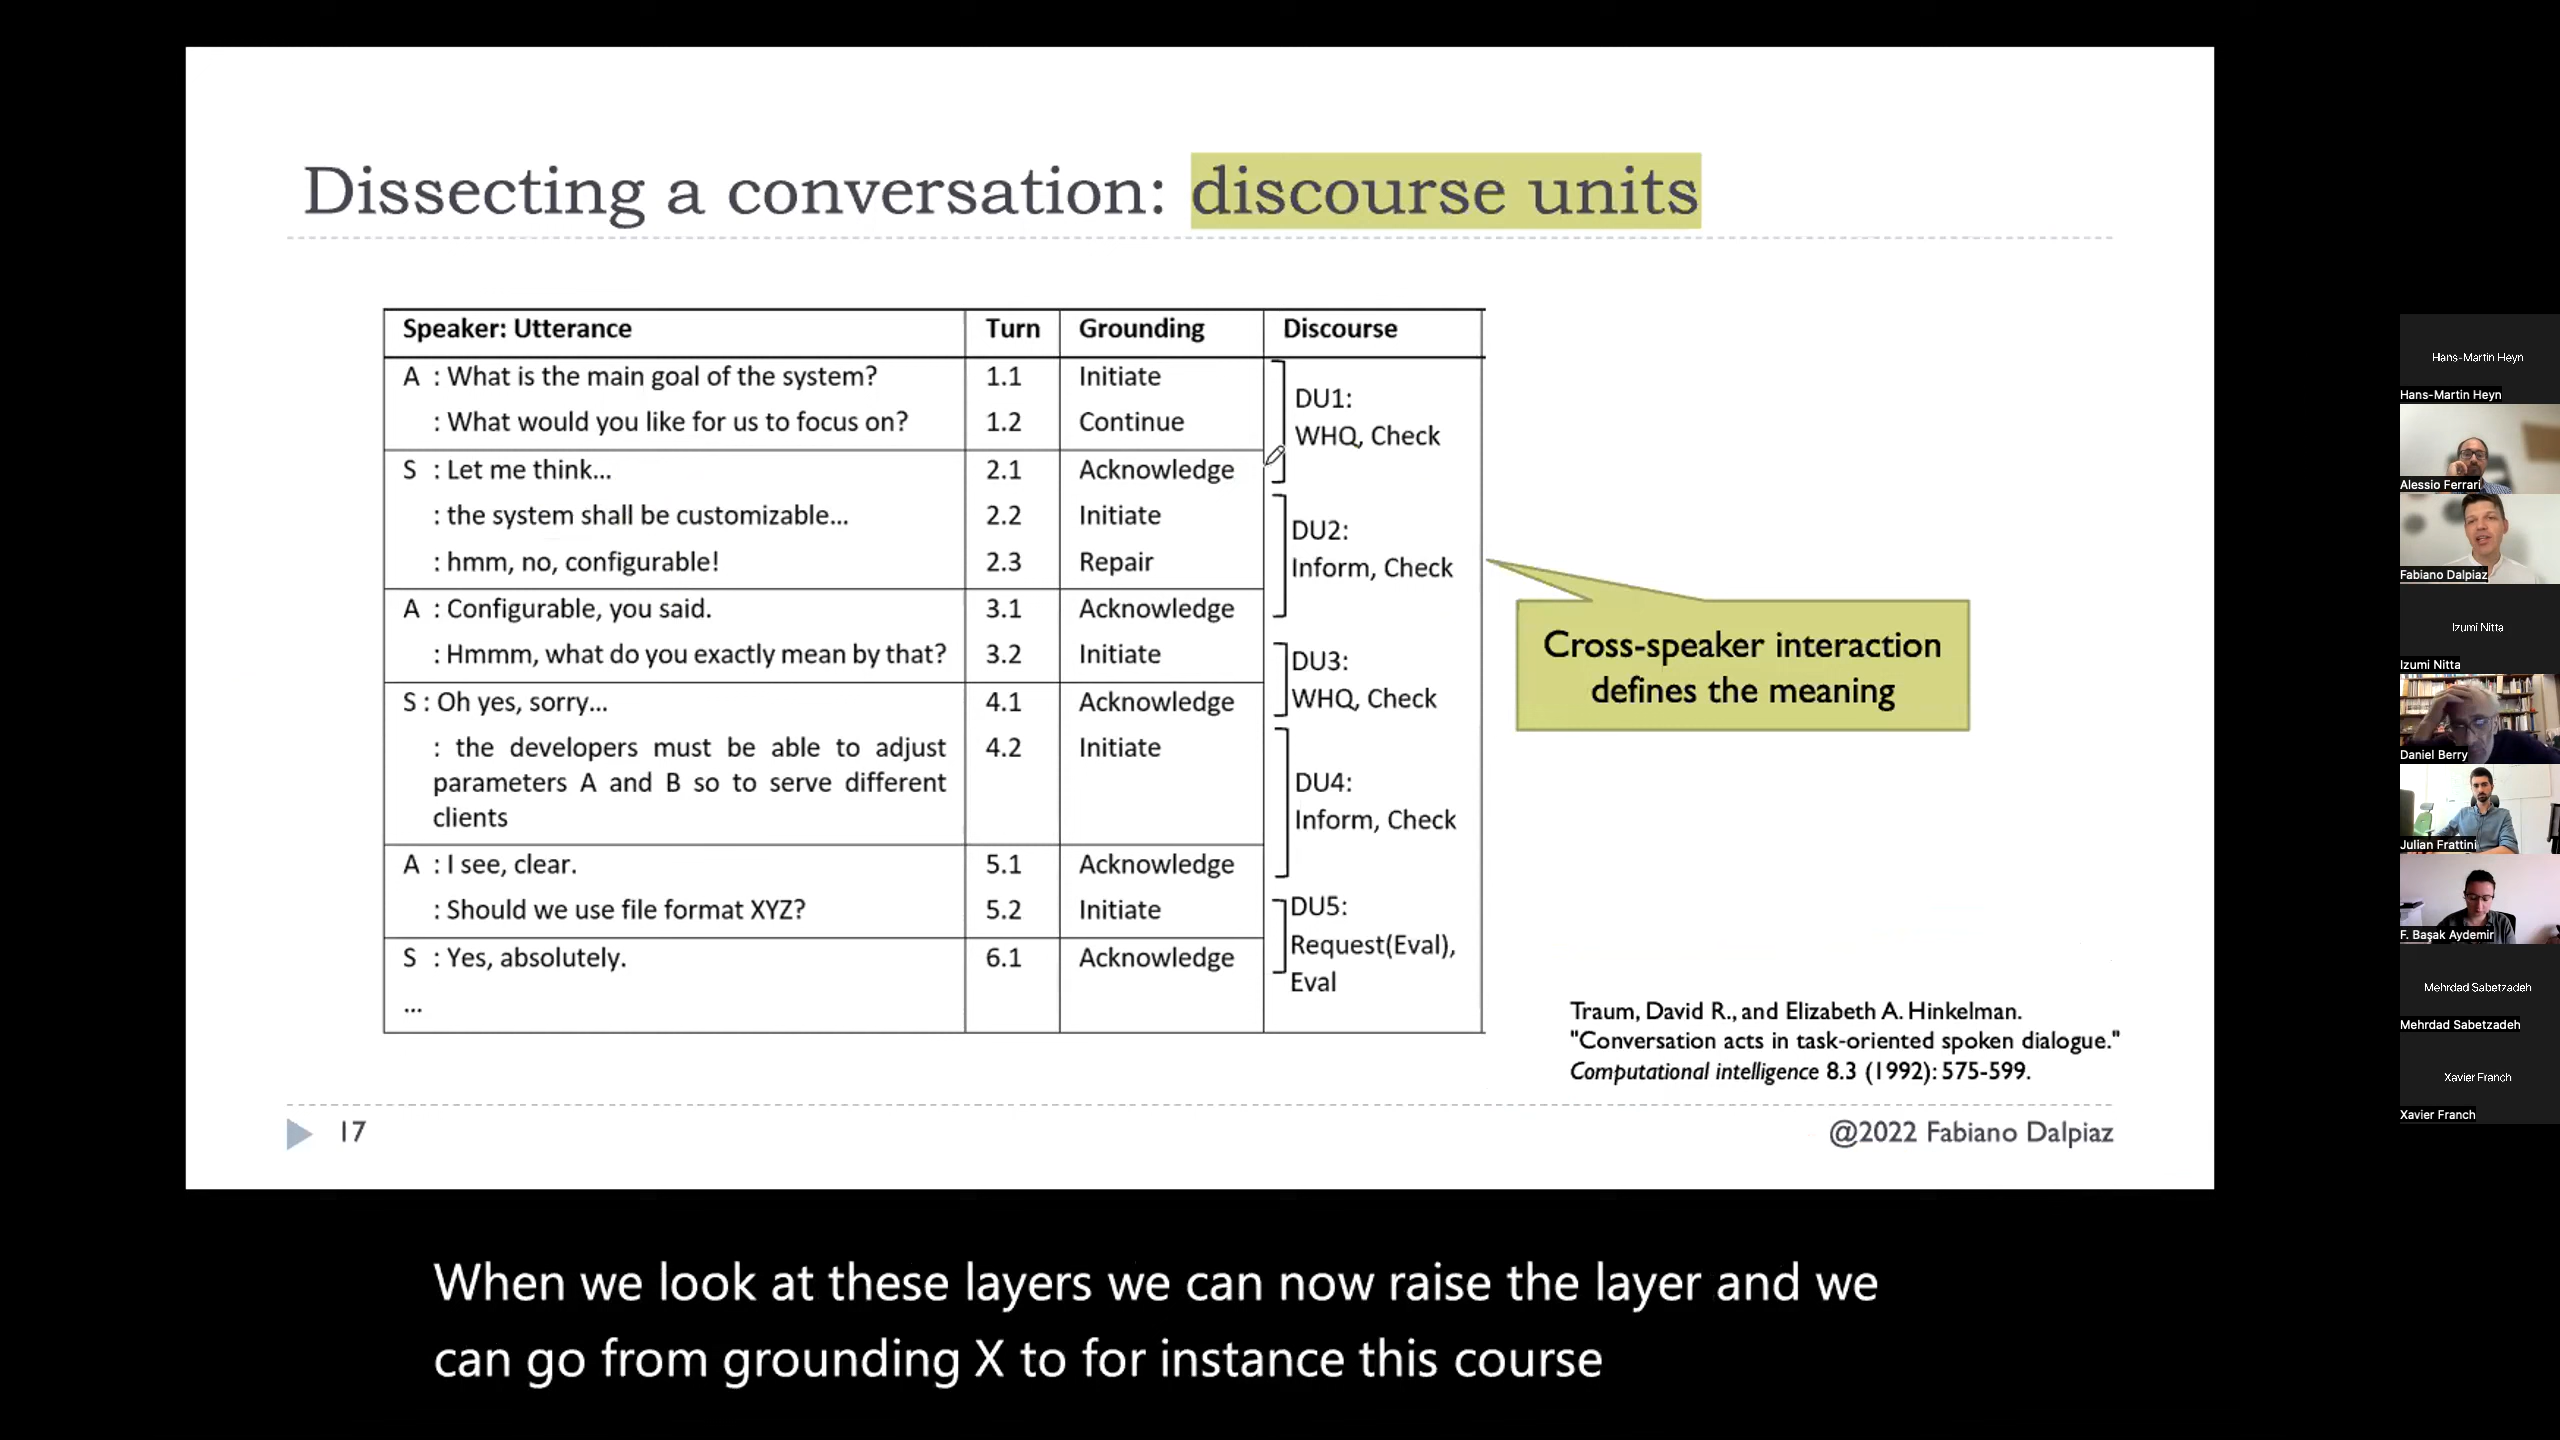 Dissecting a conversation: discourse units
Speaker: Utterance Turn Grounding Discourse
A : What is the main goal of the system? 1.1 Initiate
: What would you like for us to focus on? 1.2 Continue
DU1:
WHQ, Check
S : Let me think... 2.1 Acknowledge
: the system shall be customizable... 2.2 Initiate
: hmm, no, configurable! 2.3 Repair
DU2:
Inform, Check
A : Configurable, you said. 3.1 Acknowledge
: Hmmm, what do you exactly mean by that? 3.2 Initiate
DU3:
WHQ, Check
S : Oh yes, sorry... 4.1 Acknowledge
: the developers must be able to adjust 4.2 Initiate
parameters A and B so to serve different
clients
DU4:
Inform, Check
A : I see, clear. 5.1 Acknowledge
: Should we use file format XYZ? 5.2 Initiate
DU5:
Request(Eval),
Eval
S : Yes, absolutely. 6.1 Acknowledge
...
Cross-speaker interaction
defines the meaning
Traum, David R., and Elizabeth A. Hinkelman.
"Conversation acts in task-oriented spoken dialogue."
Computational intelligence 8.3 (1992): 575-599.
17
@2022 Fabiano Dalpiaz
When we look at these layers we can now raise the layer and we
can go from grounding X to for instance this course
Hans-Martin Heyn
Hans-Martin Heyn
Alessio Ferrari
Fabiano Dalpiaz
Izumi Nitta
Izumi Nitta
Daniel Berry
Julian Frattini
F. Başak Aydemir
Mehrdad Sabetzadeh
Mehrdad Sabetzadeh
Xavier Franch
Xavier Franch